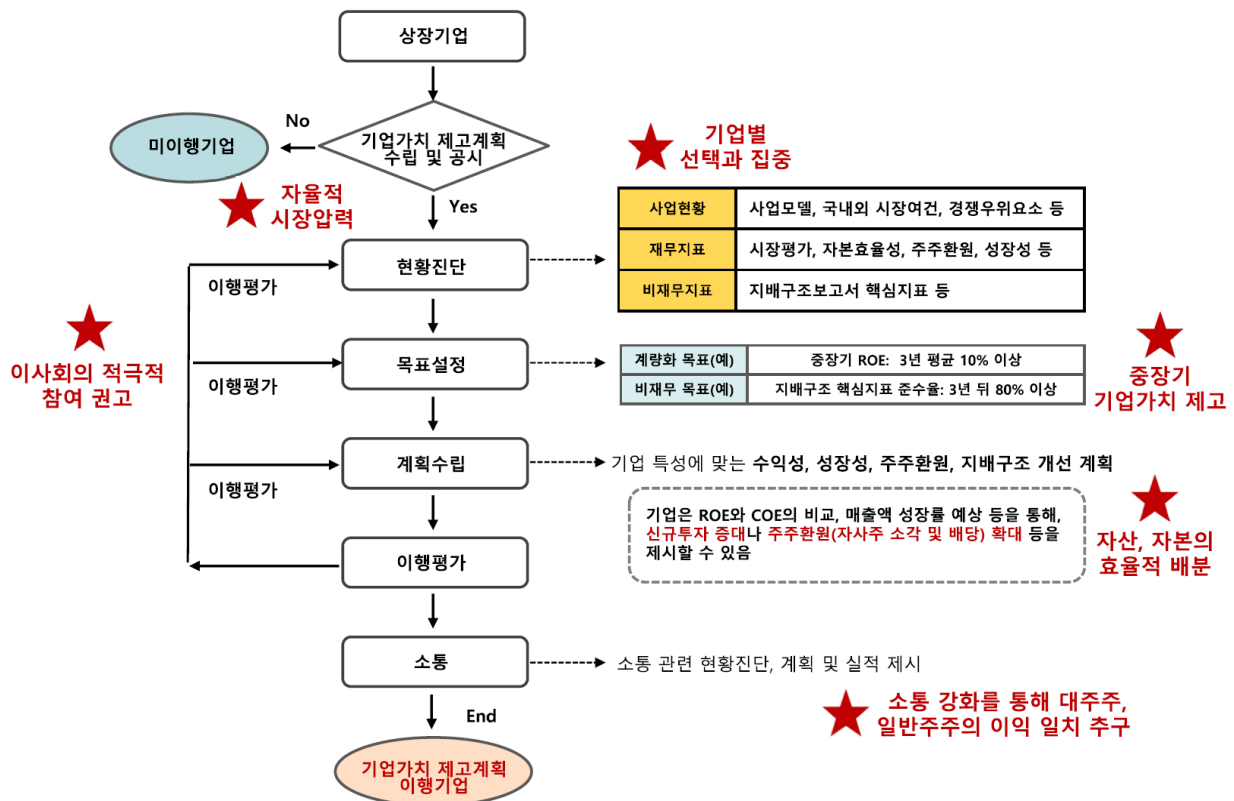 상장기업
No
미이행기업
기업가치 제고계획
수립 및 공시
기업별
선택과 집중
자율적
시장압력
Yes
사업현황 사업모델, 국내외 시장여건, 경쟁우위요소 등
재무지표 시장평가, 자본효율성, 주주환원, 성장성 등
비재무지표 지배구조보고서 핵심지표 등
현황진단
이행평가
이사회의 적극적
참여 권고
목표설정
이행평가
계량화 목표(예) 중장기 ROE: 3년 평균 10% 이상
비재무 목표(예) 지배구조 핵심지표 준수율: 3년 뒤 80% 이상
중장기
기업가치 제고
계획수립
이행평가
기업 특성에 맞는 수익성, 성장성, 주주환원, 지배구조 개선 계획
기업은 ROE와 COE의 비교, 매출액 성장률 예상 등을 통해,
신규투자 증대나 주주환원(자사주 소각 및 배당) 확대 등을
제시할 수 있음
자산, 자본의
효율적 배분
이행평가
소통
소통 관련 현황진단, 계획 및 실적 제시
소통 강화를 통해 대주주,
일반주주의 이익 일치 추구
End
기업가치 제고계획
이행기업